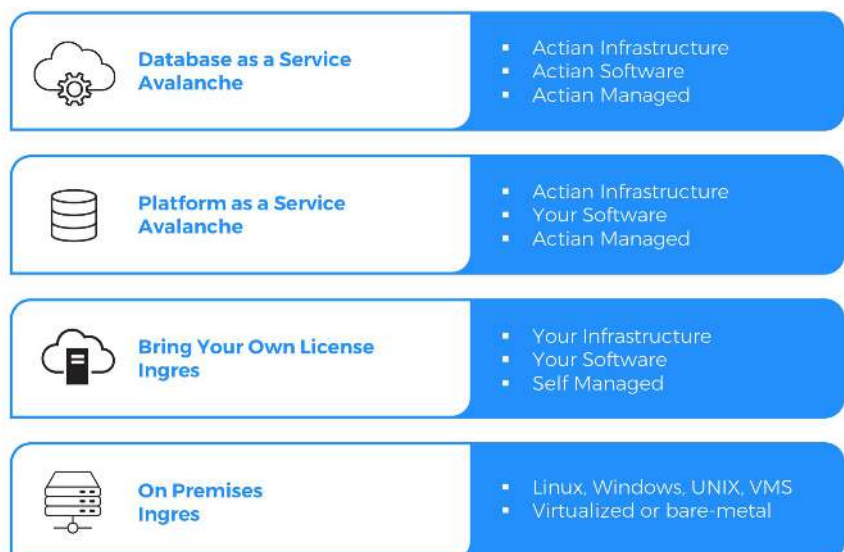 Database as a Service
Avalanche
▪ Actian Infrastructure
▪ Actian Software
▪ Actian Managed
Platform as a Service
Avalanche
▪ Actian Infrastructure
▪ Your Software
▪ Actian Managed
Bring Your Own License
Ingres
▪ Your Infrastructure
▪ Your Software
▪ Self Managed
On Premises
Ingres
▪ Linux, Windows, UNIX, VMS
▪ Virtualized or bare-metal